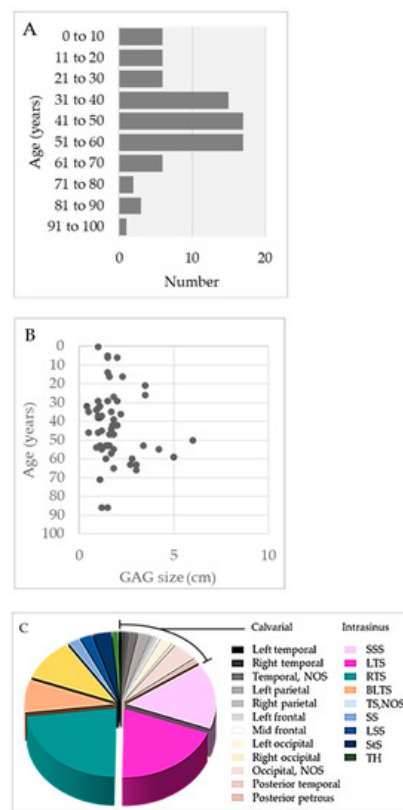 A
Age (years)
0 to 10
11 to 20
21 to 30
31 to 40
41 to 50
51 to 60
61 to 70
71 to 80
81 to 90
91 to 100
0 10 20
Number
B
Age (years)
0
10
20
30
40
50
60
70
80
90
100
0 5 10
GAG size (cm)
C
Calvarial
Left temporal
Right temporal
Temporal, NOS
Left parietal
Right parietal
Left frontal
Mid frontal
Left occipital
Right occipital
Occipital, NOS
Posterior temporal
Posterior petrous
Intrasinus
SSS
LTS
RTS
BLTS
TS,NOS
SS
LSS
StS
TH